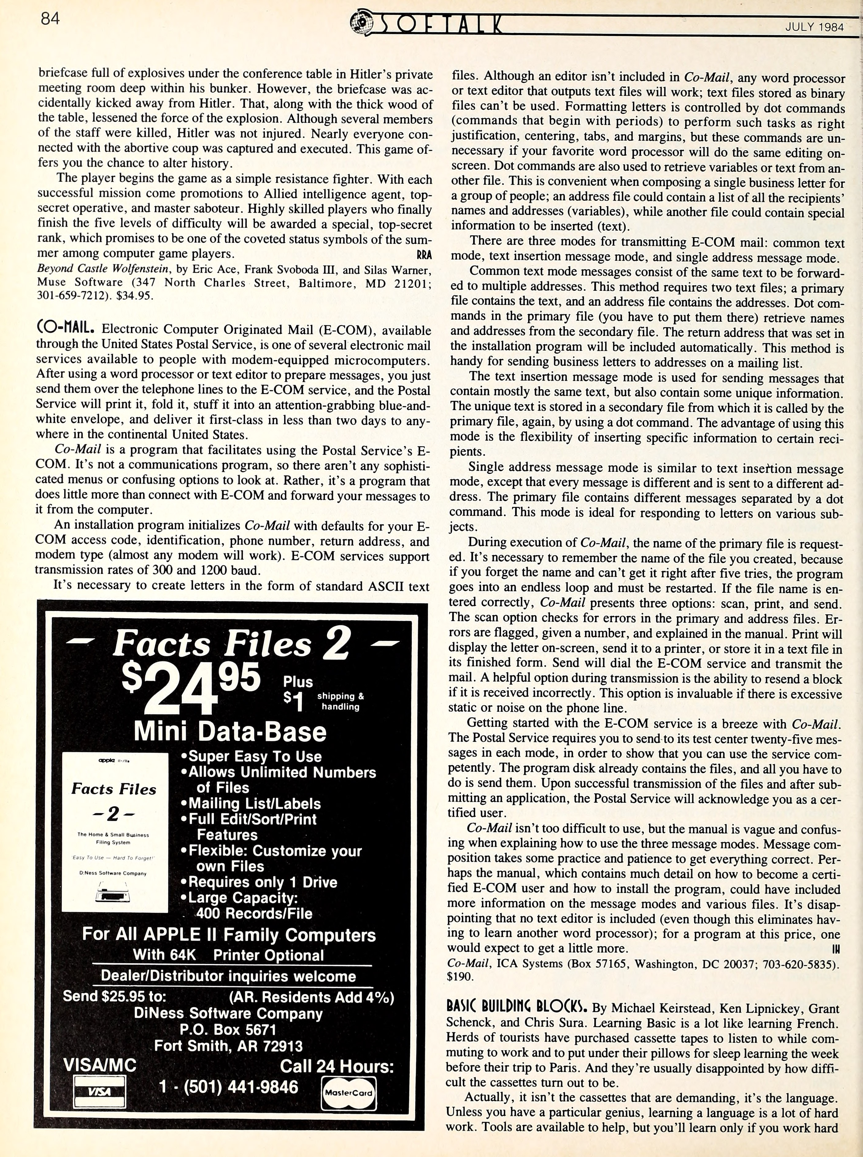 84
SOFTALK
JULY 1984
briefcase full of explosives under the conference table in Hitler's private
meeting room deep within his bunker. However, the briefcase was ac-
cidentally kicked away from Hitler. That, along with the thick wood of
the table, lessened the force of the explosion. Although several members
of the staff were killed, Hitler was not injured. Nearly everyone con-
nected with the abortive coup was captured and executed. This game of-
fers you the chance to alter history.
The player begins the game as a simple resistance fighter. With each
successful mission come promotions to Allied intelligence agent, top-
secret operative, and master saboteur. Highly skilled players who finally
finish the five levels of difficulty will be awarded a special, top-secret
rank, which promises to be one of the coveted status symbols of the sum-
mer among computer game players. RRA
Beyond Castle Wolfenstein, by Eric Ace, Frank Svoboda III, and Silas Warner,
Muse Software (347 North Charles Street, Baltimore, MD 21201;
301-659-7212). $34.95.
CO-MAIL. Electronic Computer Originated Mail (E-COM), available
through the United States Postal Service, is one of several electronic mail
services available to people with modem-equipped microcomputers.
After using a word processor or text editor to prepare messages, you just
send them over the telephone lines to the E-COM service, and the Postal
Service will print it, fold it, stuff it into an attention-grabbing blue-and-
white envelope, and deliver it first-class in less than two days to any-
where in the continental United States.
Co-Mail is a program that facilitates using the Postal Service's E-
COM. It's not a communications program, so there aren't any sophisti-
cated menus or confusing options to look at. Rather, it's a program that
does little more than connect with E-COM and forward your messages to
it from the computer.
An installation program initializes Co-Mail with defaults for your E-
COM access code, identification, phone number, return address, and
modem type (almost any modem will work). E-COM services support
transmission rates of 300 and 1200 baud.
It's necessary to create letters in the form of standard ASCII text
– Facts Files 2 –
$24.95 Plus $1 shipping & handling
Mini Data-Base
apple
Facts Files
- 2 -
The Home & Small Business
Filing System
Easy To Use — Hard To Forget!
DiNess Software Company
•Super Easy To Use
•Allows Unlimited Numbers
of Files
•Mailing List/Labels
•Full Edit/Sort/Print
Features
•Flexible: Customize your
own Files
•Requires only 1 Drive
•Large Capacity:
400 Records/File
For All APPLE II Family Computers
With 64K Printer Optional
Dealer/Distributor inquiries welcome
Send $25.95 to: (AR. Residents Add 4%)
DiNess Software Company
P.O. Box 5671
Fort Smith, AR 72913
VISA/MC Call 24 Hours:
VISA 1 - (501) 441-9846 MasterCard
files. Although an editor isn't included in Co-Mail, any word processor
or text editor that outputs text files will work; text files stored as binary
files can't be used. Formatting letters is controlled by dot commands
(commands that begin with periods) to perform such tasks as right
justification, centering, tabs, and margins, but these commands are un-
necessary if your favorite word processor will do the same editing on-
screen. Dot commands are also used to retrieve variables or text from an-
other file. This is convenient when composing a single business letter for
a group of people; an address file could contain a list of all the recipients'
names and addresses (variables), while another file could contain special
information to be inserted (text).
There are three modes for transmitting E-COM mail: common text
mode, text insertion message mode, and single address message mode.
Common text mode messages consist of the same text to be forward-
ed to multiple addresses. This method requires two text files; a primary
file contains the text, and an address file contains the addresses. Dot com-
mands in the primary file (you have to put them there) retrieve names
and addresses from the secondary file. The return address that was set in
the installation program will be included automatically. This method is
handy for sending business letters to addresses on a mailing list.
The text insertion message mode is used for sending messages that
contain mostly the same text, but also contain some unique information.
The unique text is stored in a secondary file from which it is called by the
primary file, again, by using a dot command. The advantage of using this
mode is the flexibility of inserting specific information to certain reci-
pients.
Single address message mode is similar to text insertion message
mode, except that every message is different and is sent to a different ad-
dress. The primary file contains different messages separated by a dot
command. This mode is ideal for responding to letters on various sub-
jects.
During execution of Co-Mail, the name of the primary file is request-
ed. It's necessary to remember the name of the file you created, because
if you forget the name and can't get it right after five tries, the program
goes into an endless loop and must be restarted. If the file name is en-
tered correctly, Co-Mail presents three options: scan, print, and send.
The scan option checks for errors in the primary and address files. Er-
rors are flagged, given a number, and explained in the manual. Print will
display the letter on-screen, send it to a printer, or store it in a text file in
its finished form. Send will dial the E-COM service and transmit the
mail. A helpful option during transmission is the ability to resend a block
if it is received incorrectly. This option is invaluable if there is excessive
static or noise on the phone line.
Getting started with the E-COM service is a breeze with Co-Mail.
The Postal Service requires you to send to its test center twenty-five mes-
sages in each mode, in order to show that you can use the service com-
petently. The program disk already contains the files, and all you have to
do is send them. Upon successful transmission of the files and after sub-
mitting an application, the Postal Service will acknowledge you as a cer-
tified user.
Co-Mail isn't too difficult to use, but the manual is vague and confus-
ing when explaining how to use the three message modes. Message com-
position takes some practice and patience to get everything correct. Per-
haps the manual, which contains much detail on how to become a certi-
fied E-COM user and how to install the program, could have included
more information on the message modes and various files. It's disap-
pointing that no text editor is included (even though this eliminates hav-
ing to learn another word processor); for a program at this price, one
would expect to get a little more.
Co-Mail, ICA Systems (Box 57165, Washington, DC 20037; 703-620-5835).
$190.
BASIC BUILDING BLOCKS. By Michael Keirstead, Ken Lipnickey, Grant
Schenck, and Chris Sura. Learning Basic is a lot like learning French.
Herds of tourists have purchased cassette tapes to listen to while com-
muting to work and to put under their pillows for sleep learning the week
before their trip to Paris. And they're usually disappointed by how diffi-
cult the cassettes turn out to be.
Actually, it isn't the cassettes that are demanding, it's the language.
Unless you have a particular genius, learning a language is a lot of hard
work. Tools are available to help, but you'll learn only if you work hard